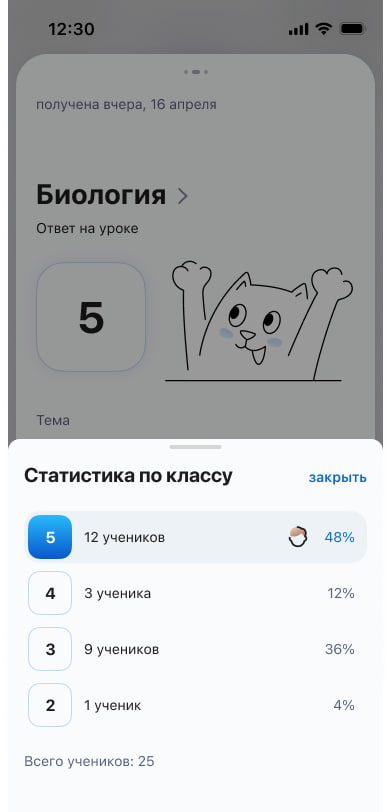 12:30
получена вчера, 16 апреля
Биология
Ответ на уроке
5
Тема
Статистика по классу
закрыть
5 12 учеников 48%
4 3 ученика 12%
3 9 учеников 36%
2 1 ученик 4%
Всего учеников: 25